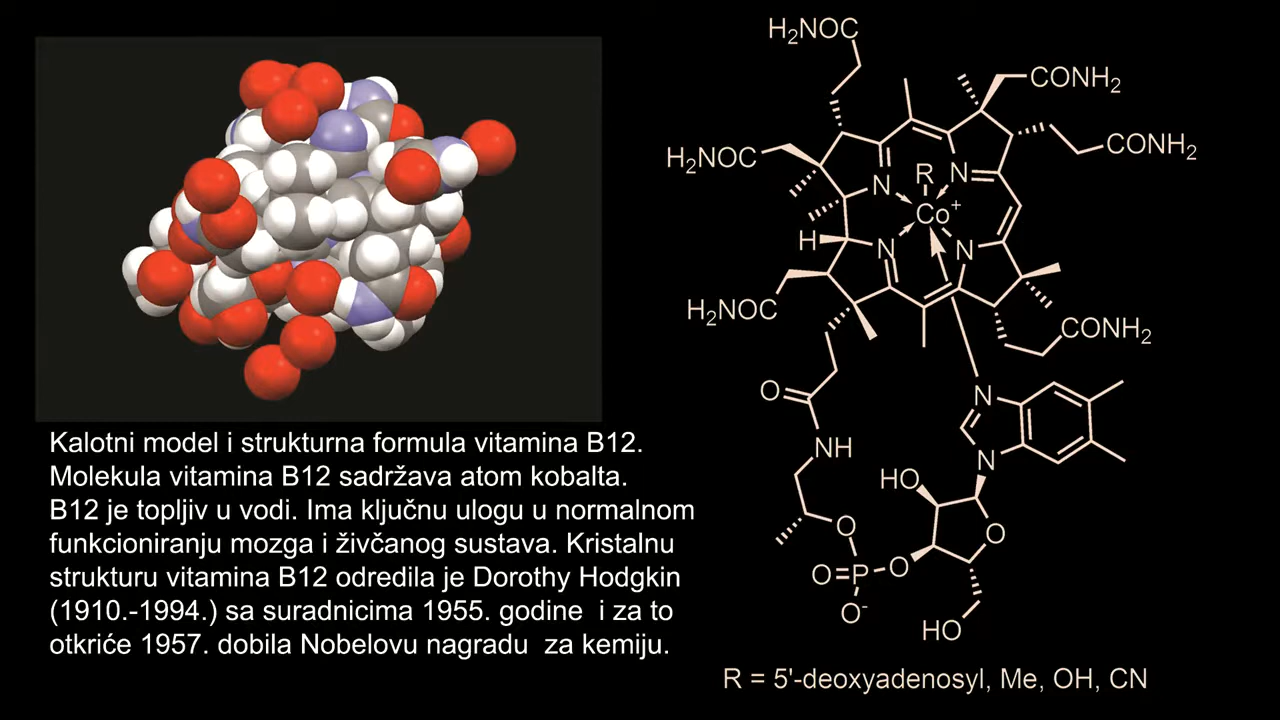 Kalotni model i strukturna formula vitamina B12.
Molekula vitamina B12 sadržava atom kobalta.
B12 je topljiv u vodi. Ima ključnu ulogu u normalnom
funkcioniranju mozga i živčanog sustava. Kristalnu
strukturu vitamina B12 odredila je Dorothy Hodgkin
(1910.-1994.) sa suradnicima 1955. godine  i za to
otkriće 1957. dobila Nobelovu nagradu  za kemiju.
H₂NOC
CONH₂
H₂NOC
CONH₂
R
N
N
Co⁺
H
N
N
H₂NOC
CONH₂
O
N
NH
N
HO
O
O
O=P
O
O⁻
HO
R = 5'-deoxyadenosyl, Me, OH, CN